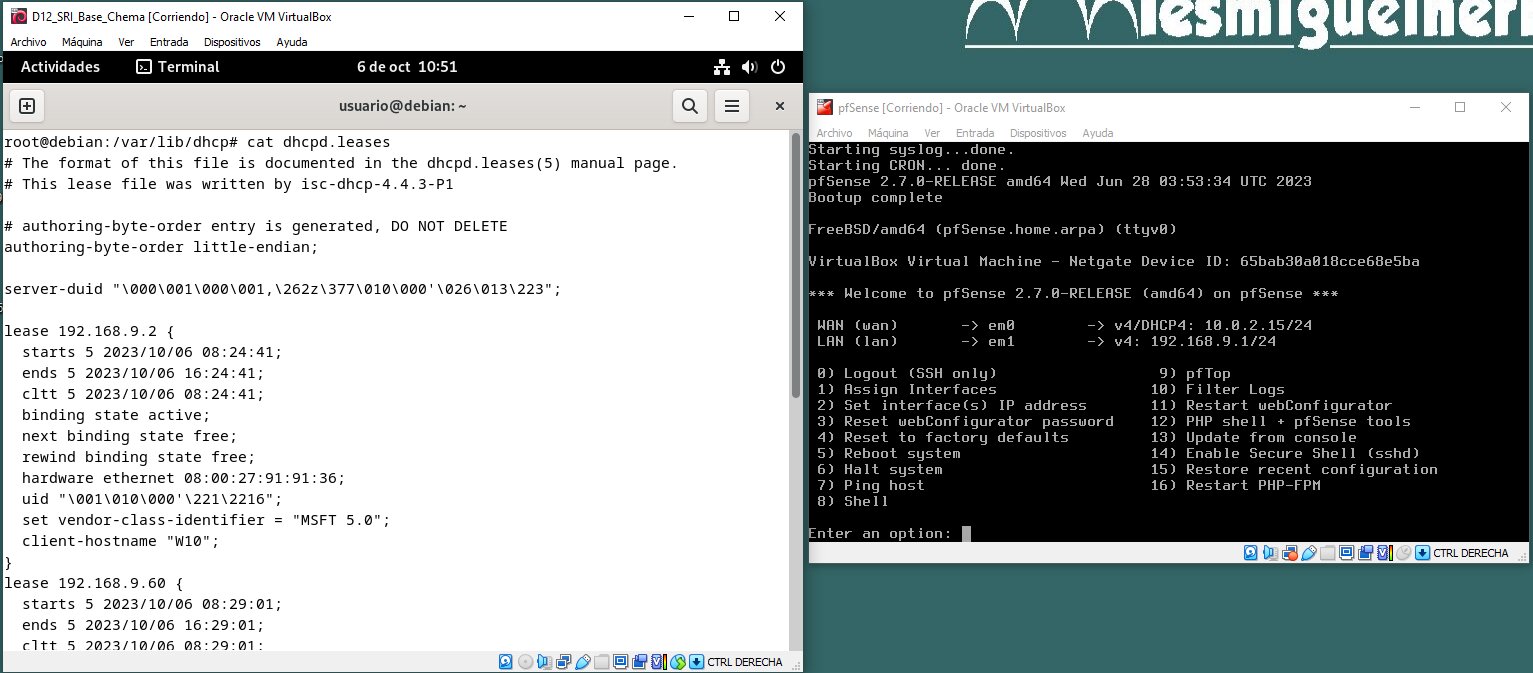 D12_SRI_Base_Chema [Corriendo] - Oracle VM VirtualBox
Archivo Máquina Ver Entrada Dispositivos Ayuda
Actividades Terminal 6 de oct 10:51
usuario@debian: ~
root@debian:/var/lib/dhcp# cat dhcpd.leases
# The format of this file is documented in the dhcpd.leases(5) manual page.
# This lease file was written by isc-dhcp-4.4.3-P1
# authoring-byte-order entry is generated, DO NOT DELETE
authoring-byte-order little-endian;
server-duid "\000\001\000\001,\262z\377\010\000'\026\013\223";
lease 192.168.9.2 {
starts 5 2023/10/06 08:24:41;
ends 5 2023/10/06 16:24:41;
cltt 5 2023/10/06 08:24:41;
binding state active;
next binding state free;
rewind binding state free;
hardware ethernet 08:00:27:91:91:36;
uid "\001\010\000'\221\2216";
set vendor-class-identifier = "MSFT 5.0";
client-hostname "W10";
}
lease 192.168.9.60 {
starts 5 2023/10/06 08:29:01;
ends 5 2023/10/06 16:29:01;
cltt 5 2023/10/06 08:29:01;
CTRL DERECHA
pfSense [Corriendo] - Oracle VM VirtualBox
Archivo Máquina Ver Entrada Dispositivos Ayuda
Starting syslog...done.
Starting CRON... done.
pfSense 2.7.0-RELEASE amd64 Wed Jun 28 03:53:34 UTC 2023
Bootup complete
FreeBSD/amd64 (pfSense.home.arpa) (ttyv0)
VirtualBox Virtual Machine - Netgate Device ID: 65bab30a018cce68e5ba
*** Welcome to pfSense 2.7.0-RELEASE (amd64) on pfSense ***
WAN (wan) -> em0 -> v4/DHCP4: 10.0.2.15/24
LAN (lan) -> em1 -> v4: 192.168.9.1/24
0) Logout (SSH only) 9) pfTop
1) Assign Interfaces 10) Filter Logs
2) Set interface(s) IP address 11) Restart webConfigurator
3) Reset webConfigurator password 12) PHP shell + pfSense tools
4) Reset to factory defaults 13) Update from console
5) Reboot system 14) Enable Secure Shell (sshd)
6) Halt system 15) Restore recent configuration
7) Ping host 16) Restart PHP-FPM
8) Shell
Enter an option:
CTRL DERECHA